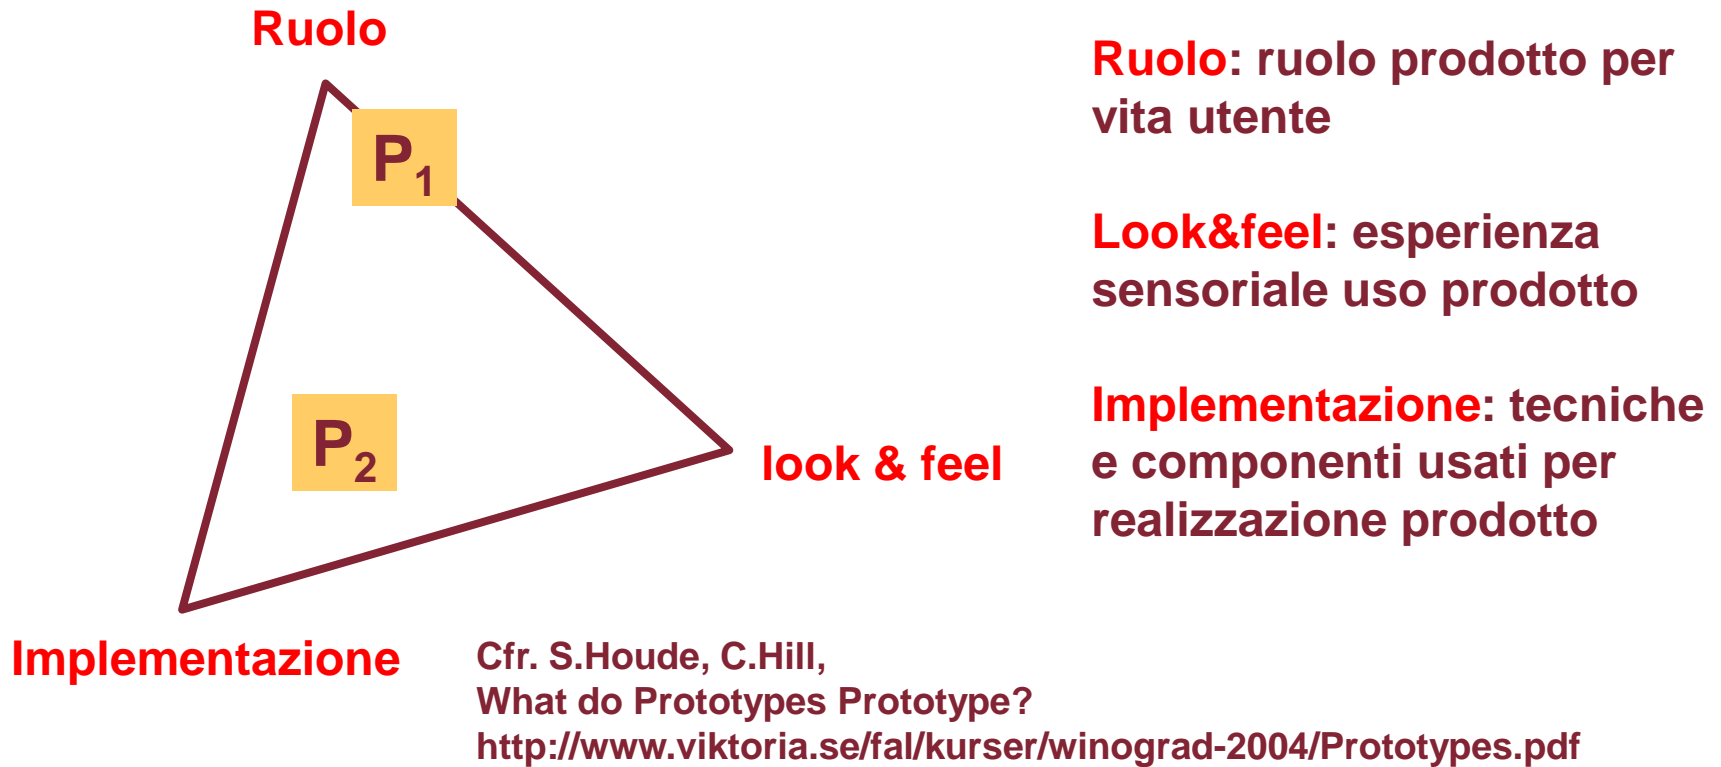 Ruolo
P1
P2
look & feel
Implementazione
Ruolo: ruolo prodotto per
vita utente
Look&feel: esperienza
sensoriale uso prodotto
Implementazione: tecniche
e componenti usati per
realizzazione prodotto
Cfr. S.Houde, C.Hill,
What do Prototypes Prototype?
http://www.viktoria.se/fal/kurser/winograd-2004/Prototypes.pdf